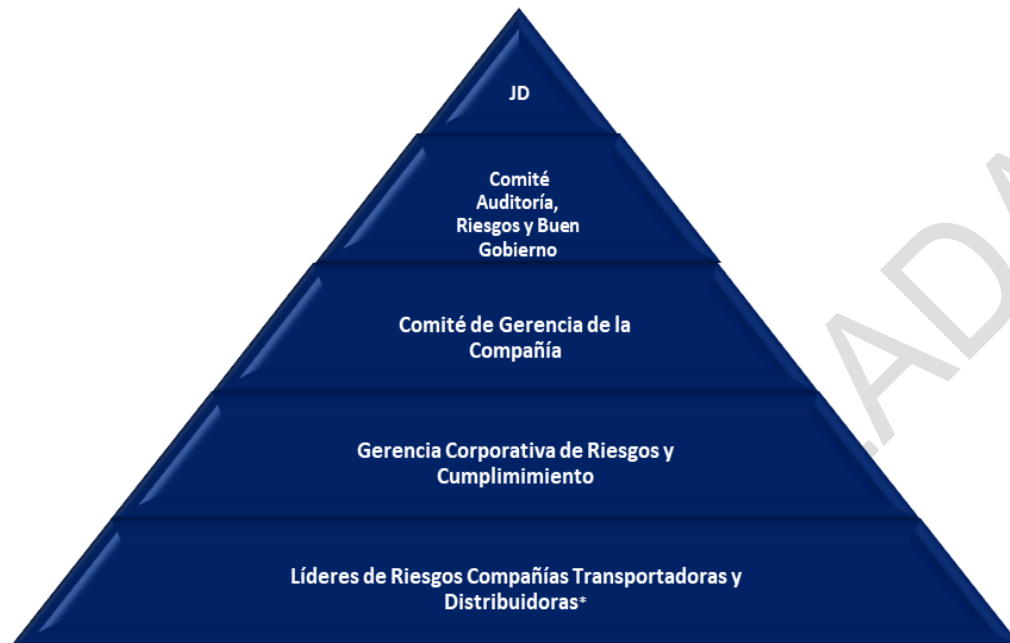 JD
Comité
Auditoría,
Riesgos y Buen
Gobierno
Comité de Gerencia de la
Compañía
Gerencia Corporativa de Riesgos y
Cumplimimiento
Líderes de Riesgos Compañías Transportadoras y
Distribuidoras*